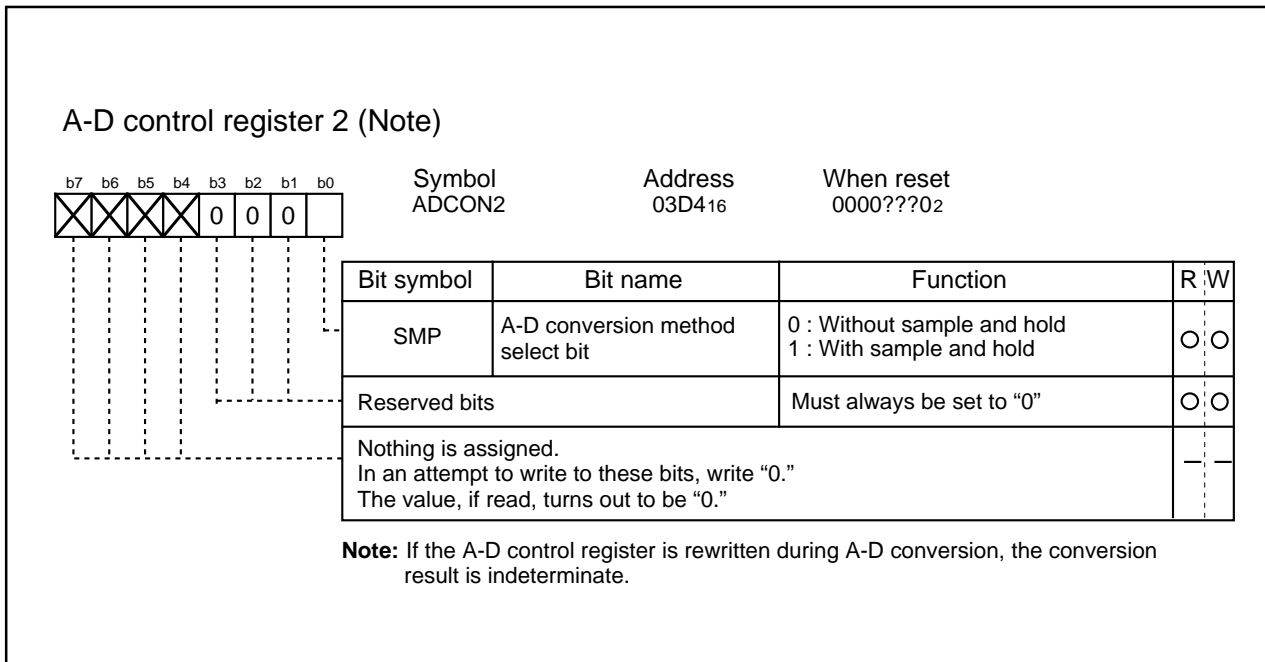 A-D control register 2 (Note)
b7 b6 b5 b4 b3 b2 b1 b0
0 0 0
Symbol Address When reset
ADCON2 03D416 0000???02
Bit symbol Bit name Function R W
SMP A-D conversion method select bit 0 : Without sample and hold
1 : With sample and hold
Reserved bits Must always be set to “0”
Nothing is assigned.
In an attempt to write to these bits, write “0.”
The value, if read, turns out to be “0.”
Note: If the A-D control register is rewritten during A-D conversion, the conversion
result is indeterminate.